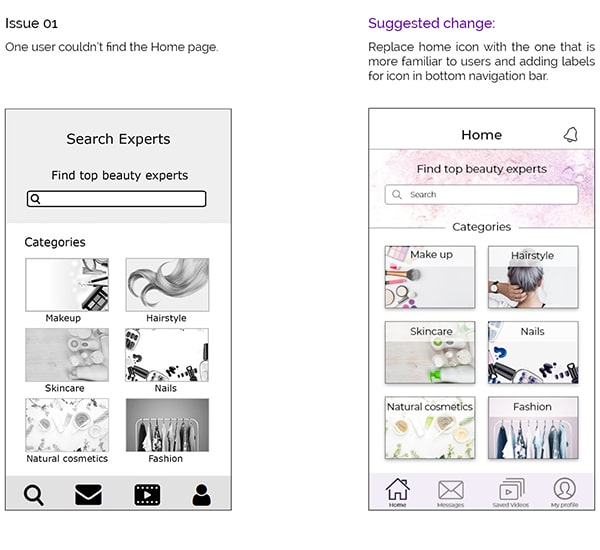 Issue 01
One user couldn't find the Home page.
Suggested change:
Replace home icon with the one that is
more familiar to users and adding labels
for icon in bottom navigation bar.
Search Experts
Find top beauty experts
Categories
Makeup
Hairstyle
Skincare
Nails
Natural cosmetics
Fashion
Home
Find top beauty experts
Search
Categories
Make up
Hairstyle
Skincare
Nails
Natural cosmetics
Fashion
Home
Messages
Saved Videos
My profile